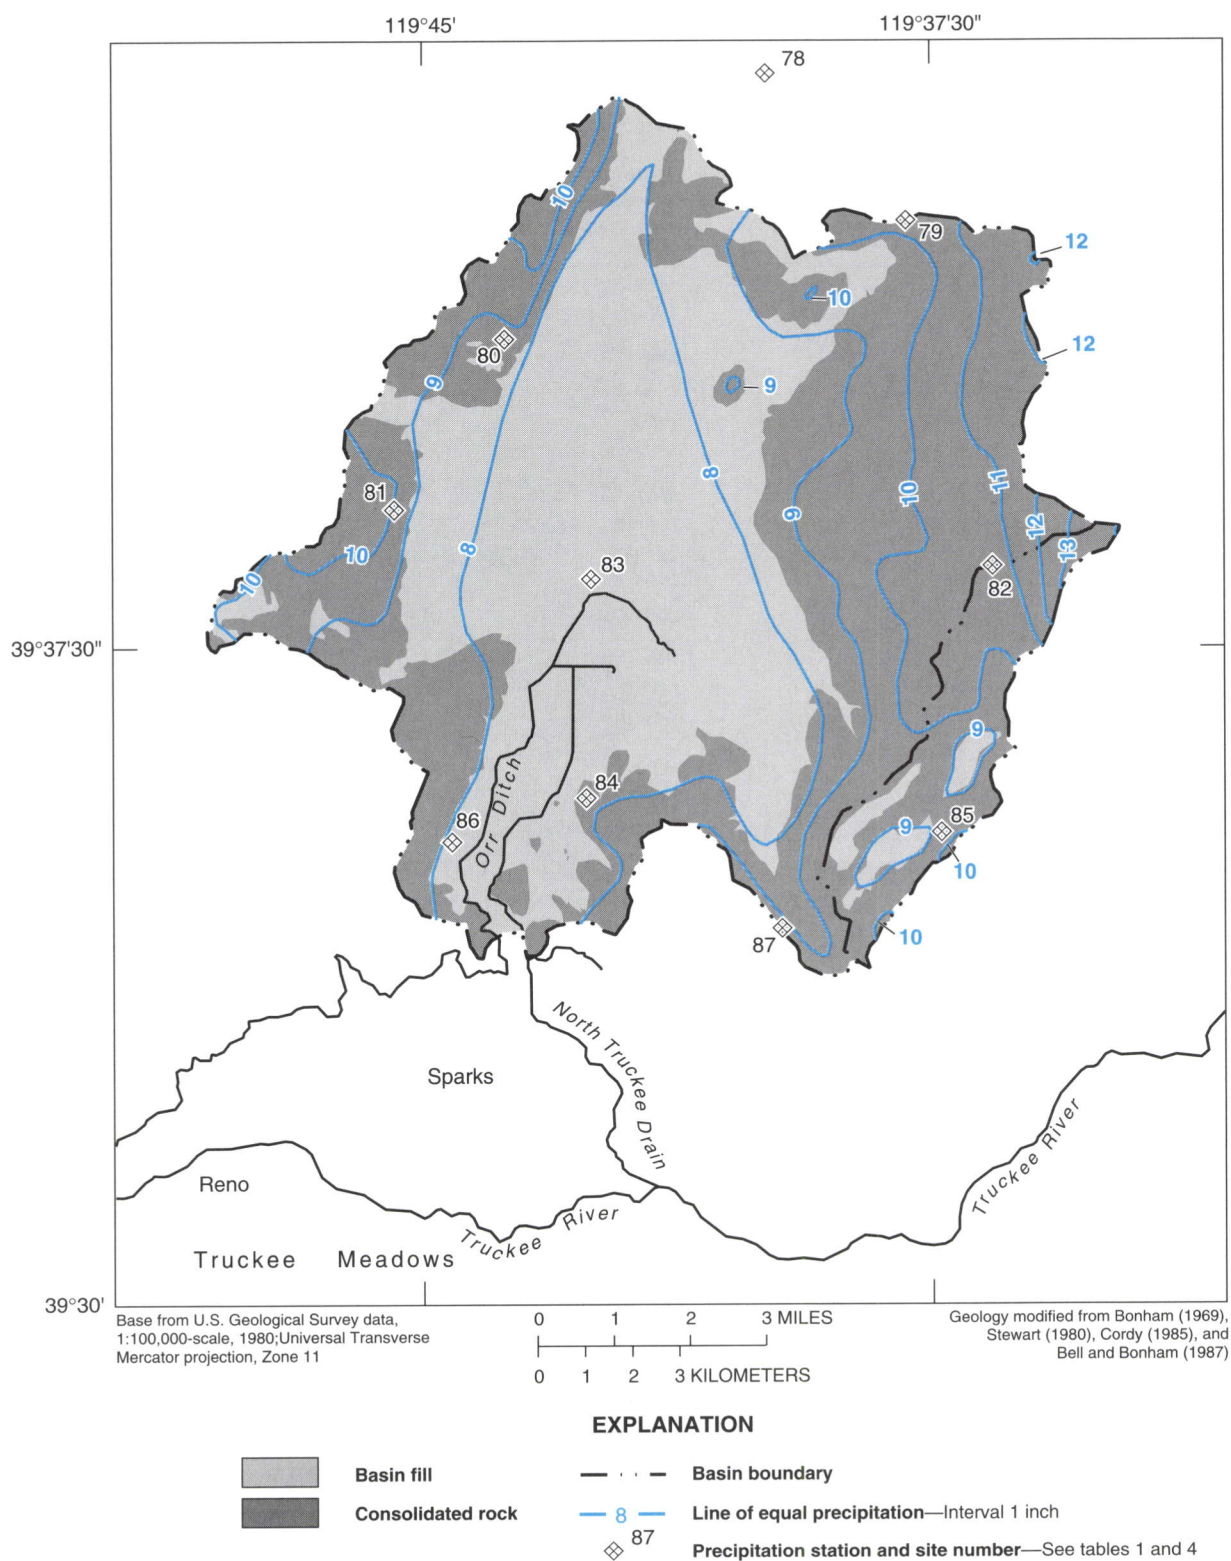 119°45'
119°37'30"
78
79
12
10
10
12
80
9
9
8
81
11
10
9
12
13
8
10
10
83
82
39°37'30"
9
84
Orr Ditch
86
9
85
10
87
10
North Truckee Drain
Sparks
Truckee River
Reno
Truckee River
Truckee Meadows
39°30'
Base from U.S. Geological Survey data,
1:100,000-scale, 1980;Universal Transverse
Mercator projection, Zone 11
0 1 2 3 MILES
0 1 2 3 KILOMETERS
Geology modified from Bonham (1969),
Stewart (1980), Cordy (1985), and
Bell and Bonham (1987)
EXPLANATION
Basin fill
Consolidated rock
Basin boundary
8
Line of equal precipitation—Interval 1 inch
87
Precipitation station and site number—See tables 1 and 4